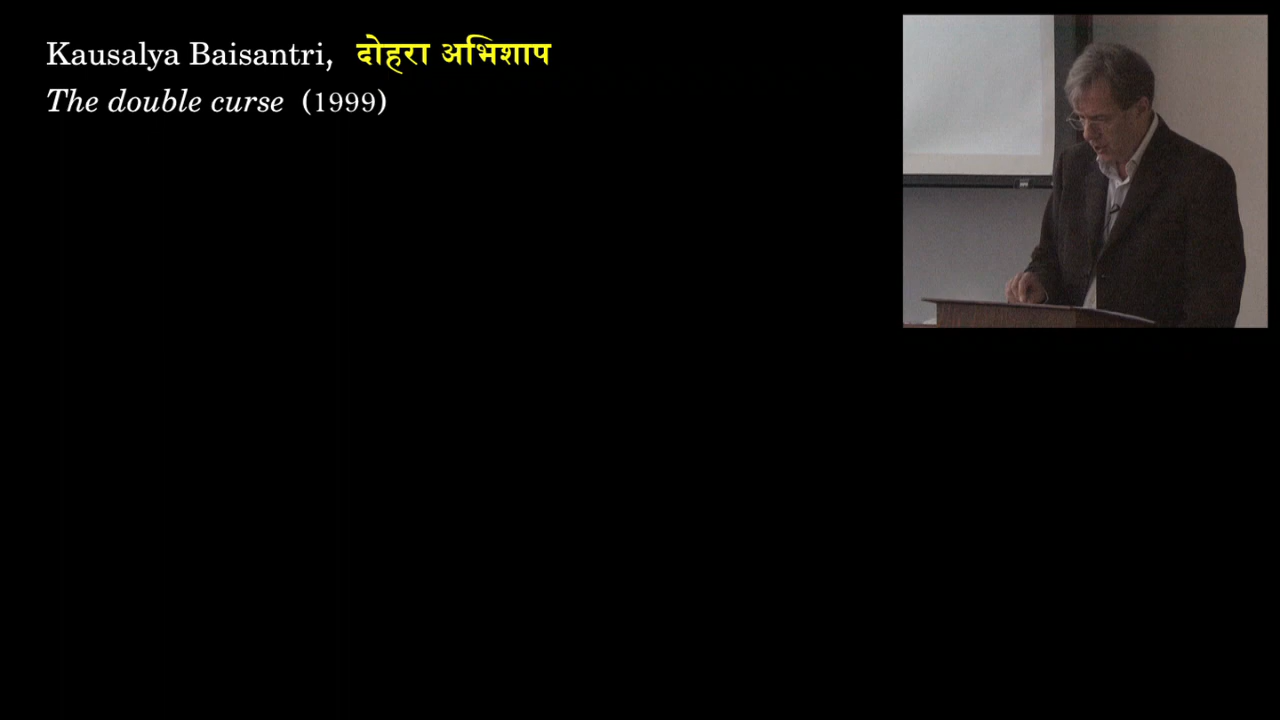 Kausalya Baisantri, दोहरा अभिशाप
The double curse (1999)